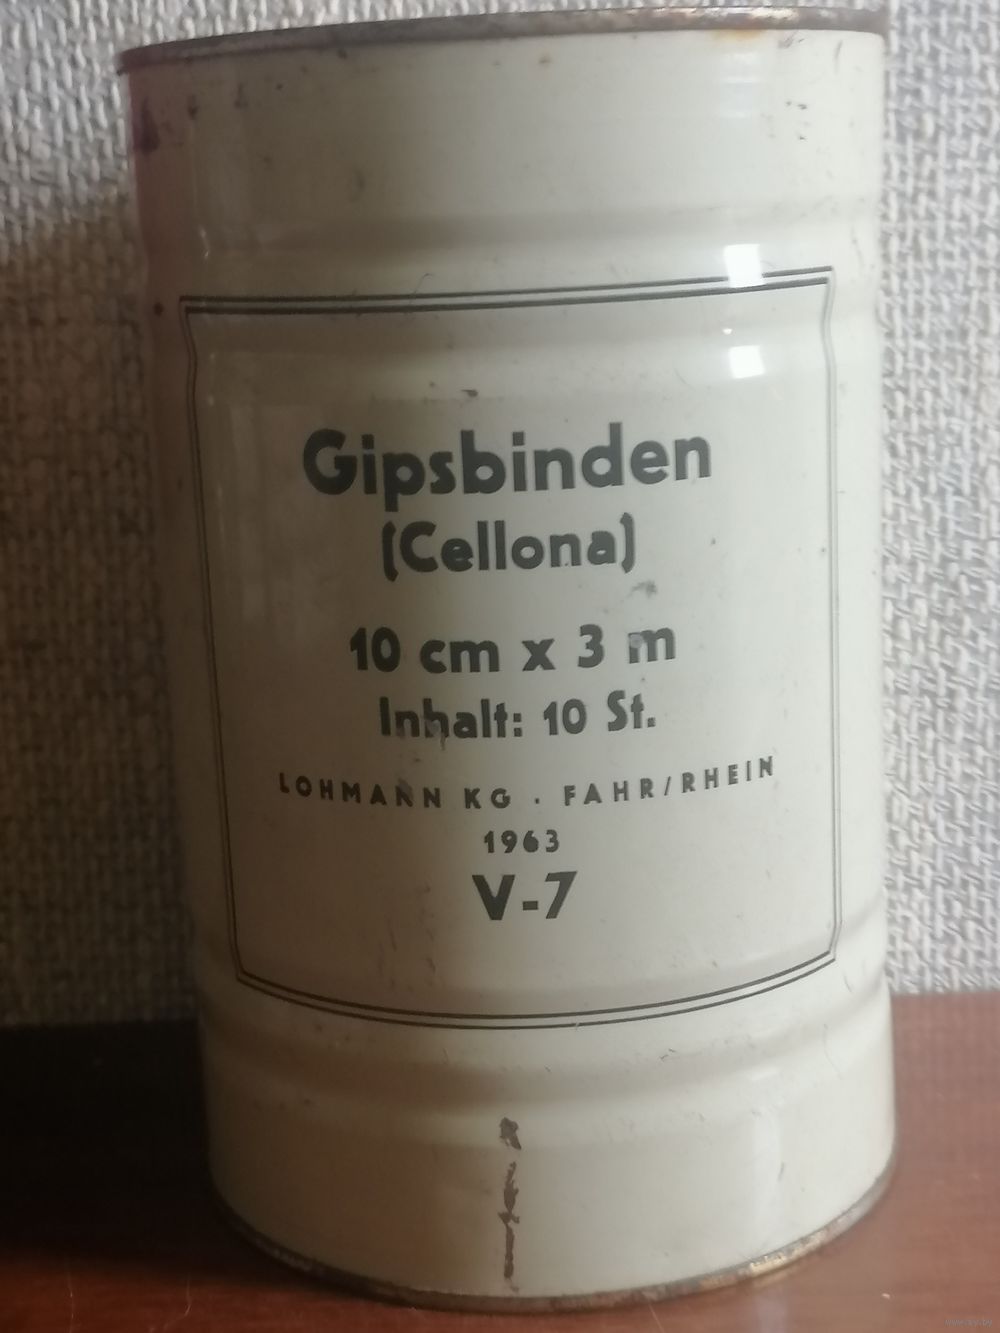 Gipsbinden
(Cellona)
10 cm x 3 m
Inhalt: 10 St.
LOHMANN KG . FAHR/RHEIN
1963
V-7